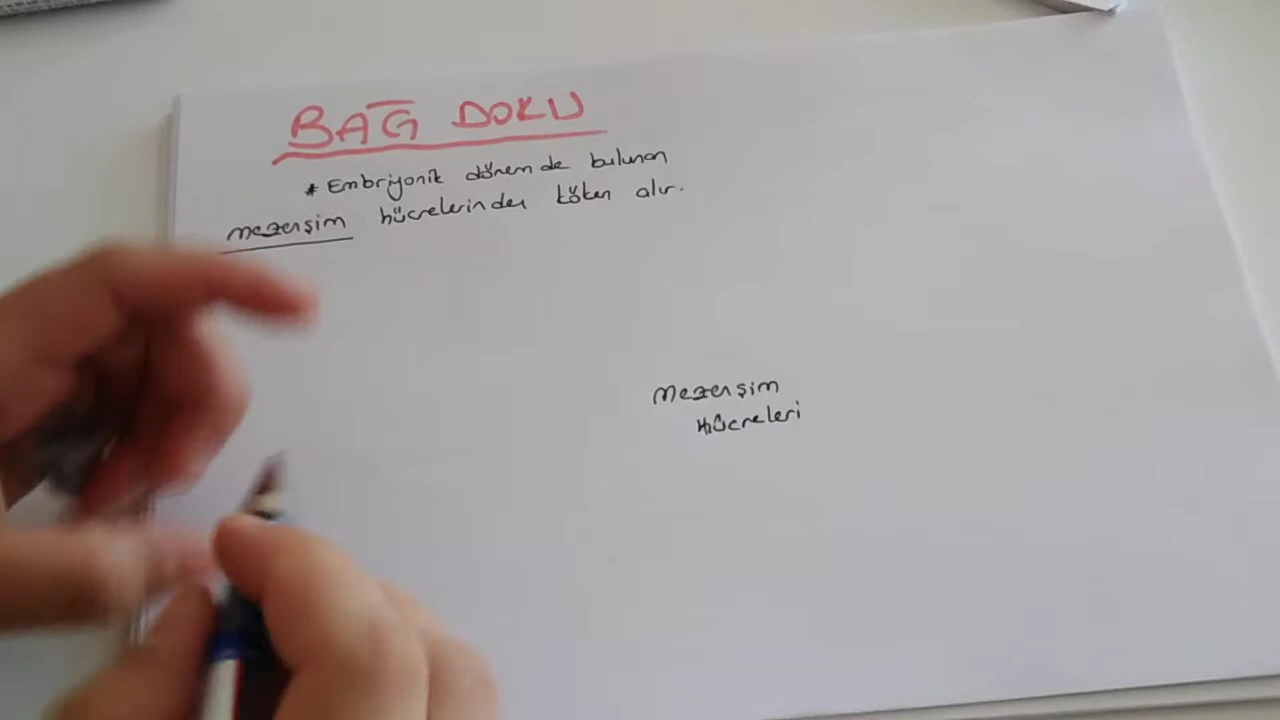 BAĞ DOKU
* Embriyonik dönemde bulunan
mezenşim hücrelerinden köken alır.
Mezenşim
Hücreleri